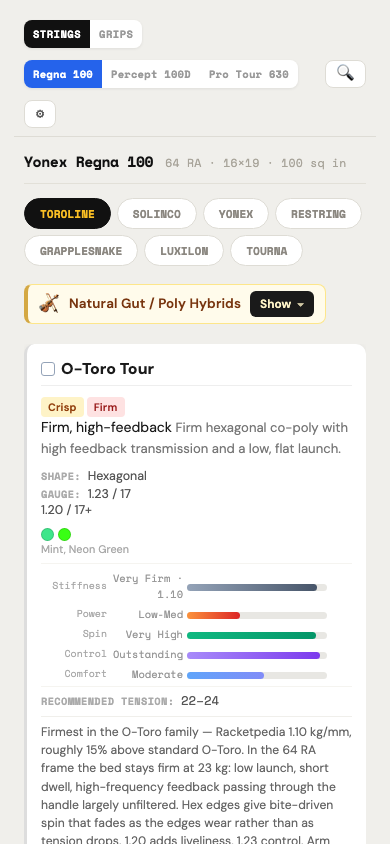 STRINGS GRIPS
Regna 100 Percept 100D Pro Tour 630
Yonex Regna 100 64 RA · 16×19 · 100 sq in
TOROLINE SOLINCO YONEX RESTRING
GRAPPLESNAKE LUXILON TOURNA
Natural Gut / Poly Hybrids Show
O-Toro Tour
Crisp Firm
Firm, high-feedback Firm hexagonal co-poly with
high feedback transmission and a low, flat launch.
SHAPE: Hexagonal
GAUGE: 1.23 / 17
1.20 / 17+
Mint, Neon Green
Stiffness Very Firm ·
1.10
Power Low-Med
Spin Very High
Control Outstanding
Comfort Moderate
RECOMMENDED TENSION: 22–24
Firmest in the O-Toro family — Racketpedia 1.10 kg/mm,
roughly 15% above standard O-Toro. In the 64 RA
frame the bed stays firm at 23 kg: low launch, short
dwell, high-frequency feedback passing through the
handle largely unfiltered. Hex edges give bite-driven
spin that fades as the edges wear rather than as
tension drops. 1.20 adds liveliness, 1.23 control. Arm